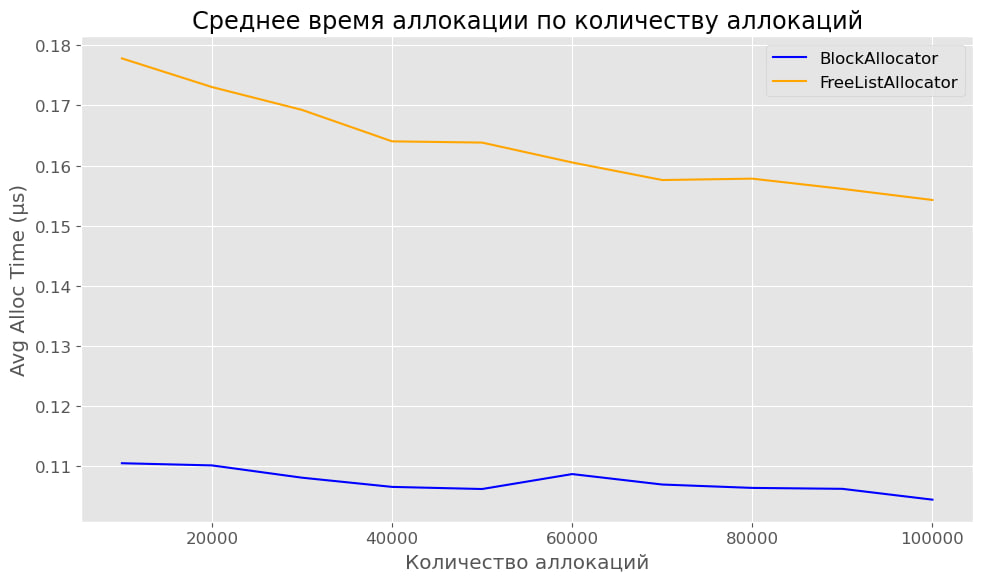 Среднее время аллокации по количеству аллокаций
BlockAllocator
FreeListAllocator
Avg Alloc Time (µs)
0.18
0.17
0.16
0.15
0.14
0.13
0.12
0.11
20000 40000 60000 80000 100000
Количество аллокаций